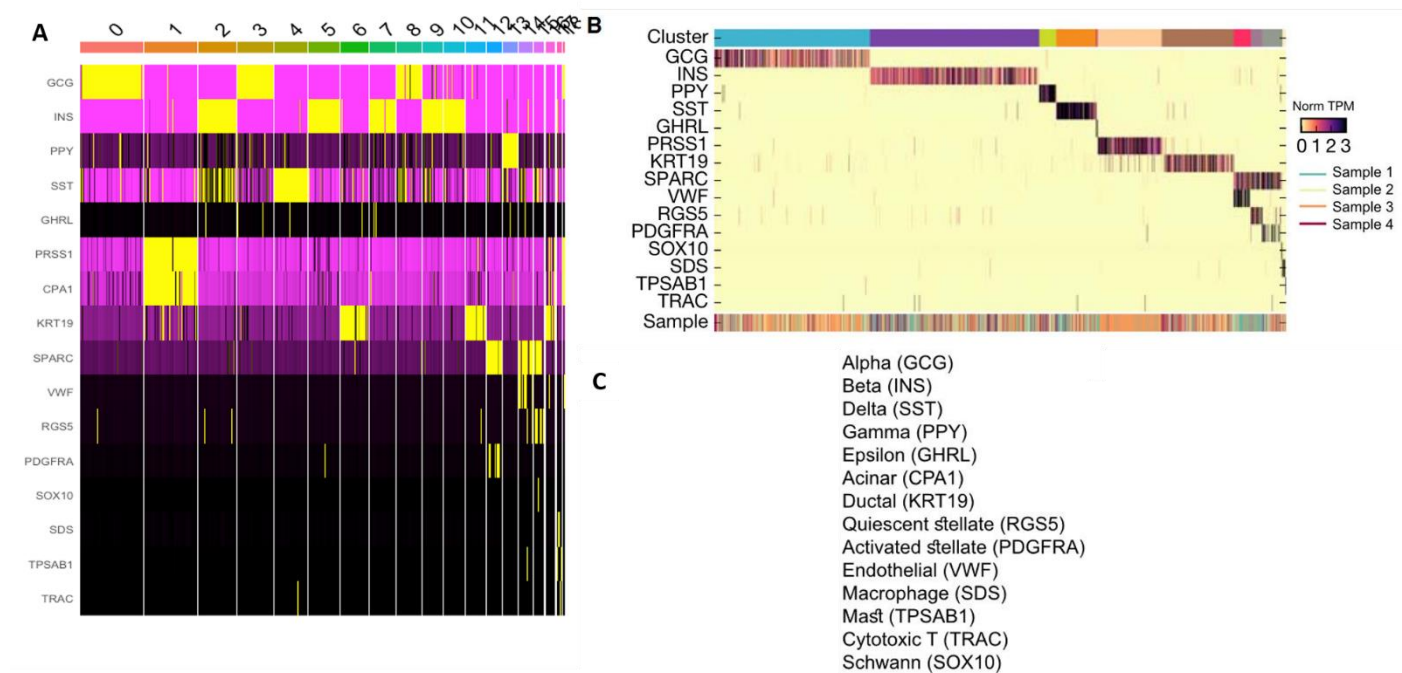 A
0 1 2 3 4 5 6 7 8 9 10 11 12
GCG
INS
PPY
SST
GHRL
PRSS1
CPA1
KRT19
SPARC
VWF
RGS5
PDGFRA
SOX10
SDS
TPSAB1
TRAC
B
Cluster
GCG
INS
PPY
SST
GHRL
PRSS1
KRT19
SPARC
VWF
RGS5
PDGFRA
SOX10
SDS
TPSAB1
TRAC
Sample
Norm TPM
0 1 2 3
Sample 1
Sample 2
Sample 3
Sample 4
C
Alpha (GCG)
Beta (INS)
Delta (SST)
Gamma (PPY)
Epsilon (GHRL)
Acinar (CPA1)
Ductal (KRT19)
Quiescent stellate (RGS5)
Activated stellate (PDGFRA)
Endothelial (VWF)
Macrophage (SDS)
Mast (TPSAB1)
Cytotoxic T (TRAC)
Schwann (SOX10)